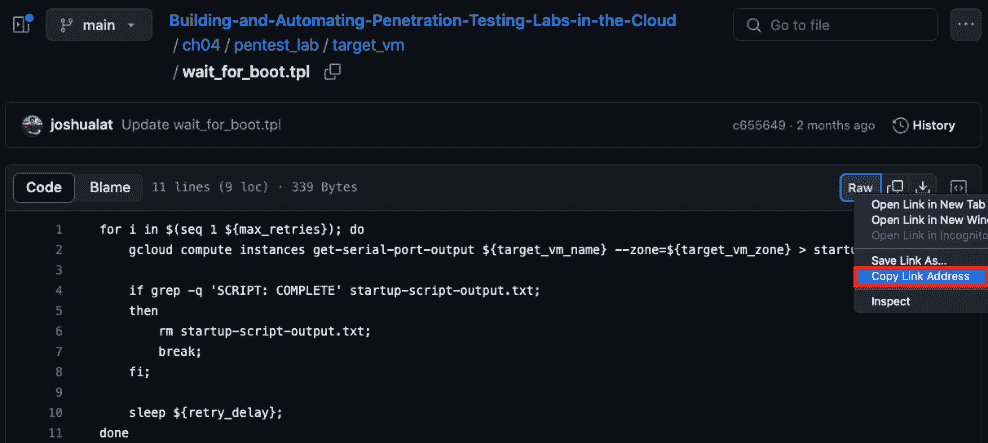 main
Building-and-Automating-Penetration-Testing-Labs-in-the-Cloud
/ ch04 / pentest_lab / target_vm
/ wait_for_boot.tpl
Go to file
joshualat Update wait_for_boot.tpl
c655649 · 2 months ago
History
Code Blame 11 lines (9 loc) · 339 Bytes
Raw
1 for i in $(seq 1 ${max_retries}); do
2 gcloud compute instances get-serial-port-output ${target_vm_name} --zone=${target_vm_zone} > startu
3
4 if grep -q 'SCRIPT: COMPLETE' startup-script-output.txt;
5 then
6 rm startup-script-output.txt;
7 break;
8 fi;
9
10 sleep ${retry_delay};
11 done
Open Link in New Tab
Open Link in New Win
Open Link in Incognito
Save Link As...
Copy Link Address
Inspect